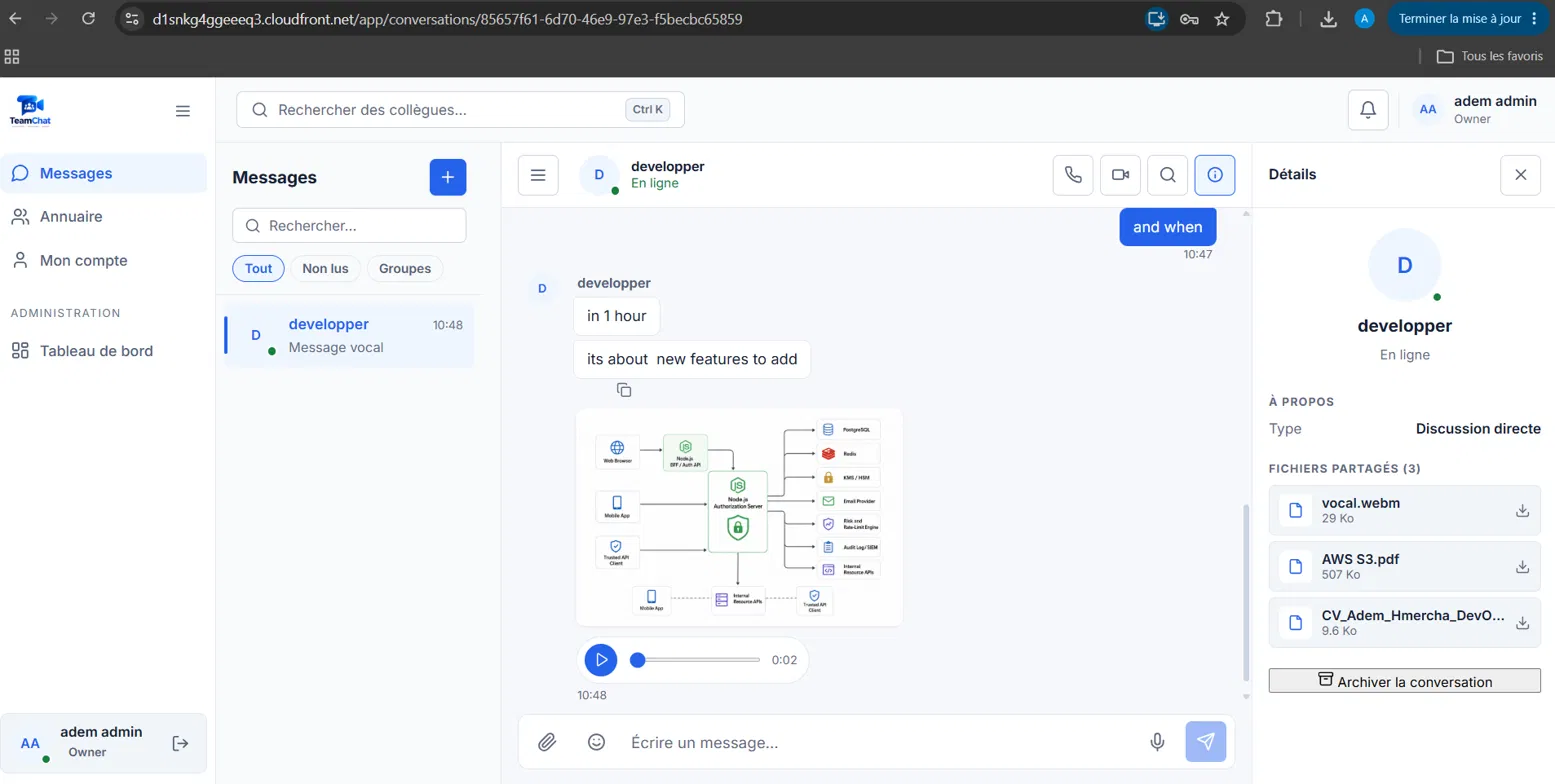 d1snkg4ggeeeq3.cloudfront.net/app/conversations/85657f61-6d70-46e9-97e3-f5becbc65859
A
Terminer la mise à jour
Tous les favoris
TeamChat
Rechercher des collègues...
Ctrl K
AA
adem admin
Owner
Messages
Annuaire
Mon compte
ADMINISTRATION
Tableau de bord
AA
adem admin
Owner
Messages
+
Rechercher...
Tout
Non lus
Groupes
D
developper
10:48
Message vocal
D
developper
En ligne
and when
10:47
D
developper
in 1 hour
its about  new features to add
Web Browser
Node.js
BFF / Auth API
Mobile App
Trusted API
Client
Node.js
Authorization Server
PostgreSQL
Redis
KMS / HSM
Email Provider
Risk and
Rate-Limit Engine
Audit Log / SIEM
Internal
Resource APIs
Mobile App
Internal
Resource APIs
Trusted API
Client
0:02
10:48
Écrire un message...
Détails
D
developper
En ligne
À PROPOS
Type
Discussion directe
FICHIERS PARTAGÉS (3)
vocal.webm
29 Ko
AWS S3.pdf
507 Ko
CV_Adem_Hmercha_DevO...
9.6 Ko
Archiver la conversation